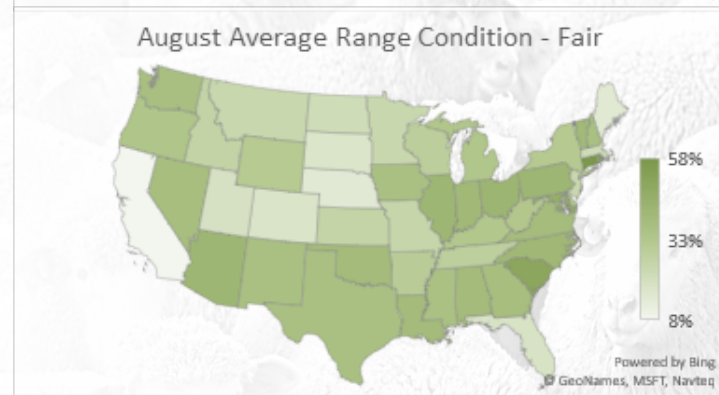 August Average Range Condition - Fair
58%
33%
8%
Powered by Bing
© GeoNames, MSFT, Navteq